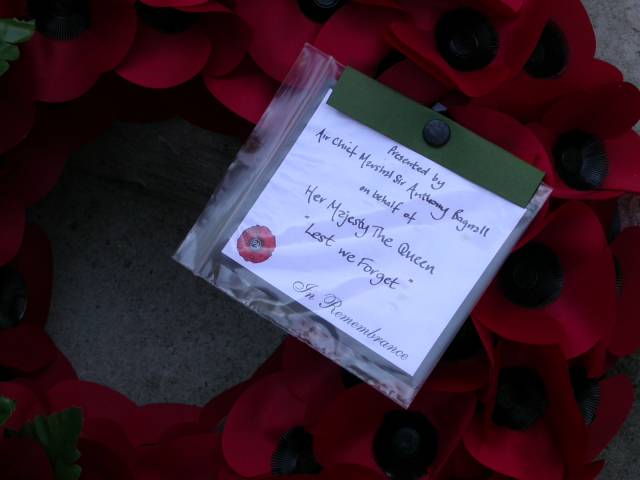 Presented by
Air Chief Marshal Sir Anthony Bagnall
on behalf of
Her Majesty The Queen
"Lest we Forget"
In Remembrance